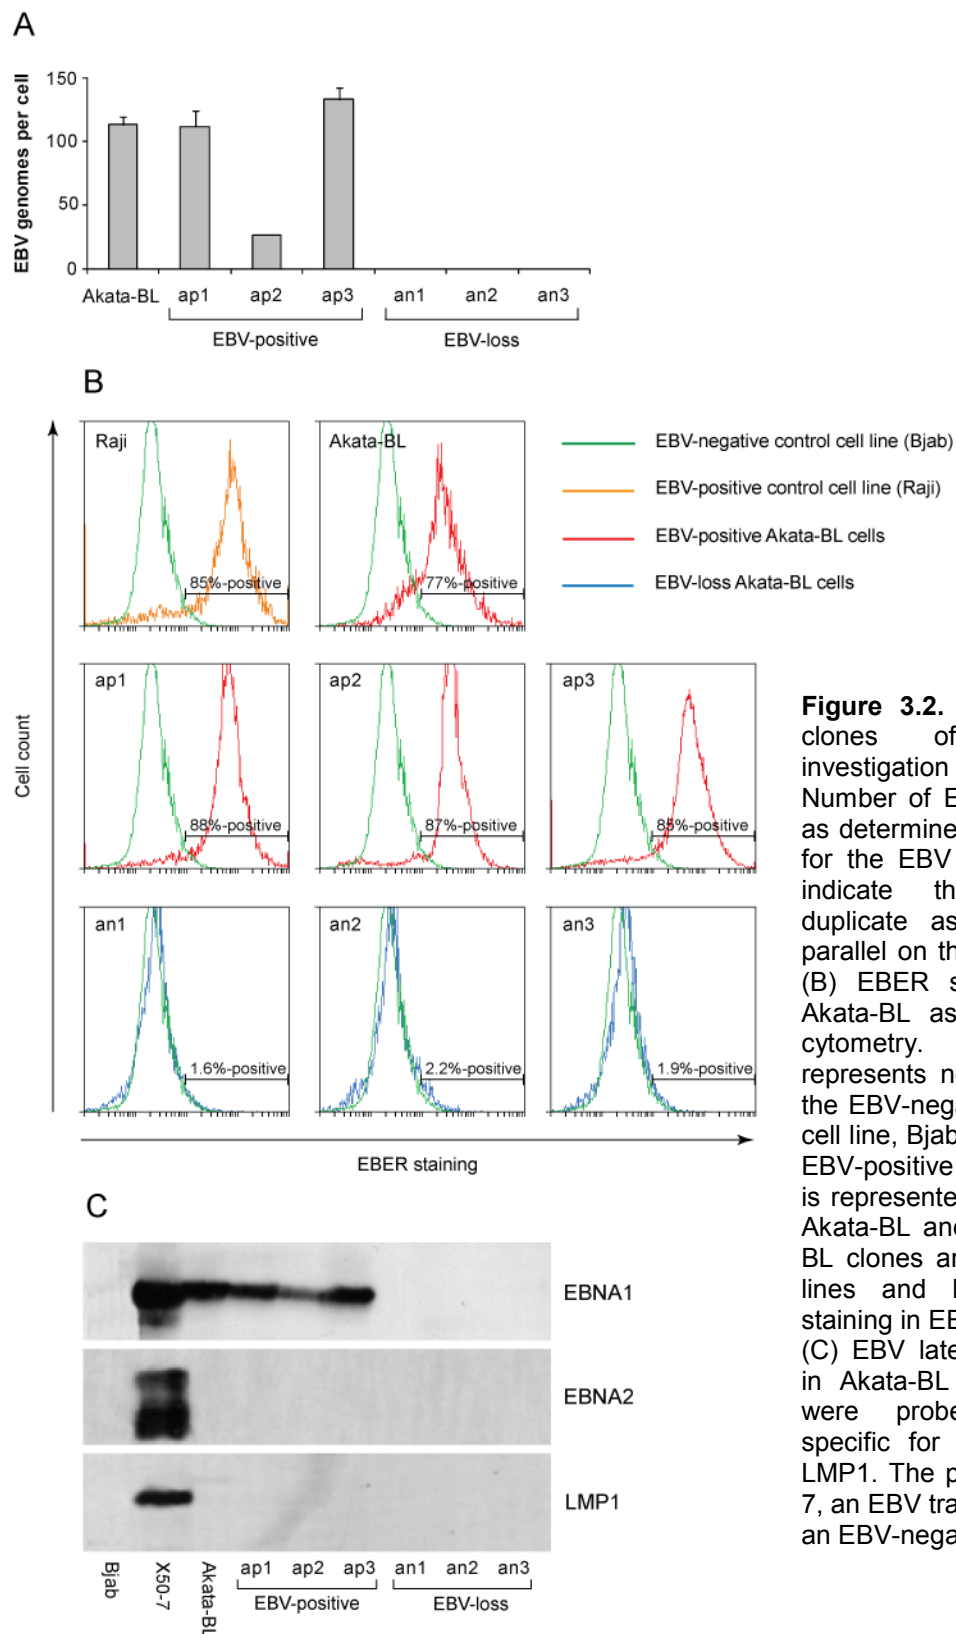 A
EBV genomes per cell
150
100
50
0
Akata-BL ap1 ap2 ap3 an1 an2 an3
EBV-positive EBV-loss
B
Raji
85%-positive
Akata-BL
77%-positive
EBV-negative control cell line (Bjab)
EBV-positive control cell line (Raji)
EBV-positive Akata-BL cells
EBV-loss Akata-BL cells
ap1
88%-positive
ap2
87%-positive
ap3
85%-positive
an1
1.6%-positive
an2
2.2%-positive
an3
1.9%-positive
Cell count
EBER staining
C
EBNA1
EBNA2
LMP1
Bjab X50-7 Akata-BL ap1 ap2 ap3 an1 an2 an3
EBV-positive EBV-loss
Figure 3.2.
clones of
investigation
Number of E
as determine
for the EBV
indicate th
duplicate as
parallel on th
(B) EBER s
Akata-BL as
cytometry.
represents n
the EBV-nega
cell line, Bjab
EBV-positive
is represente
Akata-BL and
BL clones ar
lines and
staining in EB
(C) EBV late
in Akata-BL
were probe
specific for
LMP1. The p
7, an EBV tra
an EBV-nega